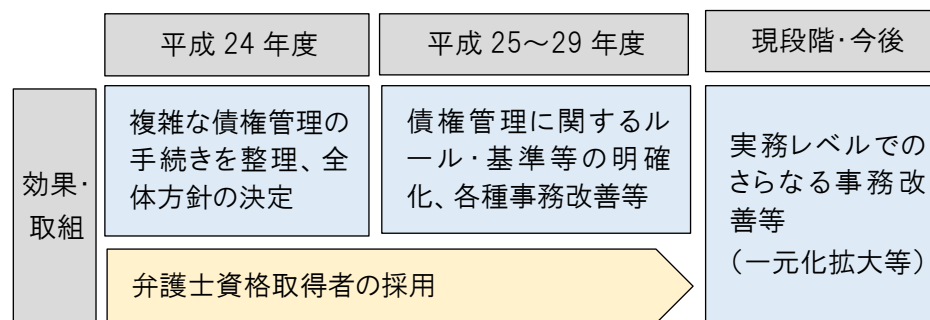 平成 24 年度
平成 25～29 年度
現段階・今後
効果・
取組
複雑な債権管理の
手続きを整理、全
体方針の決定
債権管理に関するル
ール・基準等の明確
化、各種事務改善等
実務レベルでの
さらなる事務改
善等
（一元化拡大等）
弁護士資格取得者の採用